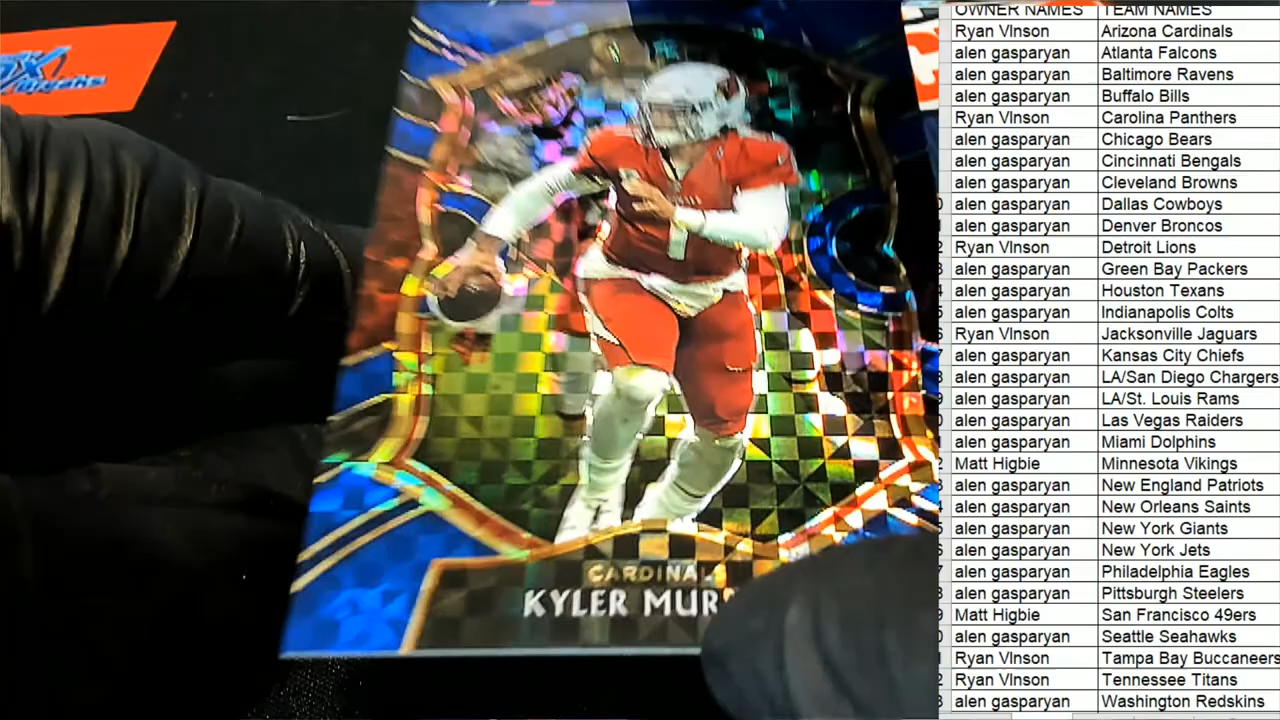 CARDINAL
KYLER MUR
1
OWNER NAMES TEAM NAMES
Ryan VInson Arizona Cardinals
alen gasparyan Atlanta Falcons
alen gasparyan Baltimore Ravens
alen gasparyan Buffalo Bills
Ryan VInson Carolina Panthers
alen gasparyan Chicago Bears
alen gasparyan Cincinnati Bengals
alen gasparyan Cleveland Browns
alen gasparyan Dallas Cowboys
alen gasparyan Denver Broncos
Ryan VInson Detroit Lions
alen gasparyan Green Bay Packers
alen gasparyan Houston Texans
alen gasparyan Indianapolis Colts
Ryan VInson Jacksonville Jaguars
alen gasparyan Kansas City Chiefs
alen gasparyan LA/San Diego Chargers
alen gasparyan LA/St. Louis Rams
alen gasparyan Las Vegas Raiders
alen gasparyan Miami Dolphins
Matt Higbie Minnesota Vikings
alen gasparyan New England Patriots
alen gasparyan New Orleans Saints
alen gasparyan New York Giants
alen gasparyan New York Jets
alen gasparyan Philadelphia Eagles
alen gasparyan Pittsburgh Steelers
Matt Higbie San Francisco 49ers
alen gasparyan Seattle Seahawks
Ryan VInson Tampa Bay Buccaneers
Ryan VInson Tennessee Titans
alen gasparyan Washington Redskins